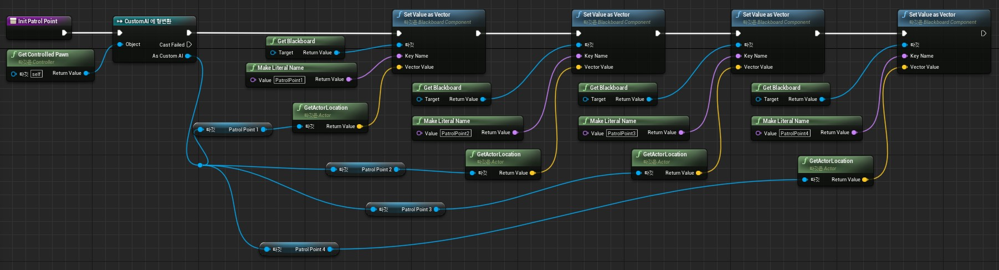 Init Patrol Point
CustomAI 에 형변환
Object
Cast Failed
As Custom AI
Get Controlled Pawn
타깃은 Controller
타깃
self
Return Value
Get Blackboard
Target
Return Value
Make Literal Name
Value
PatrolPoint1
Return Value
GetActorLocation
타깃은 Actor
타깃
Return Value
타깃
Patrol Point 1
Set Value as Vector
타깃은 Blackboard Component
타깃
Key Name
Vector Value
Get Blackboard
Target
Return Value
Make Literal Name
Value
PatrolPoint2
Return Value
GetActorLocation
타깃은 Actor
타깃
Return Value
타깃
Patrol Point 2
Set Value as Vector
타깃은 Blackboard Component
타깃
Key Name
Vector Value
Get Blackboard
Target
Return Value
Make Literal Name
Value
PatrolPoint3
Return Value
GetActorLocation
타깃은 Actor
타깃
Return Value
타깃
Patrol Point 3
Set Value as Vector
타깃은 Blackboard Component
타깃
Key Name
Vector Value
Get Blackboard
Target
Return Value
Make Literal Name
Value
PatrolPoint4
Return Value
GetActorLocation
타깃은 Actor
타깃
Return Value
타깃
Patrol Point 4
Set Value as Vector
타깃은 Blackboard Component
타깃
Key Name
Vector Value